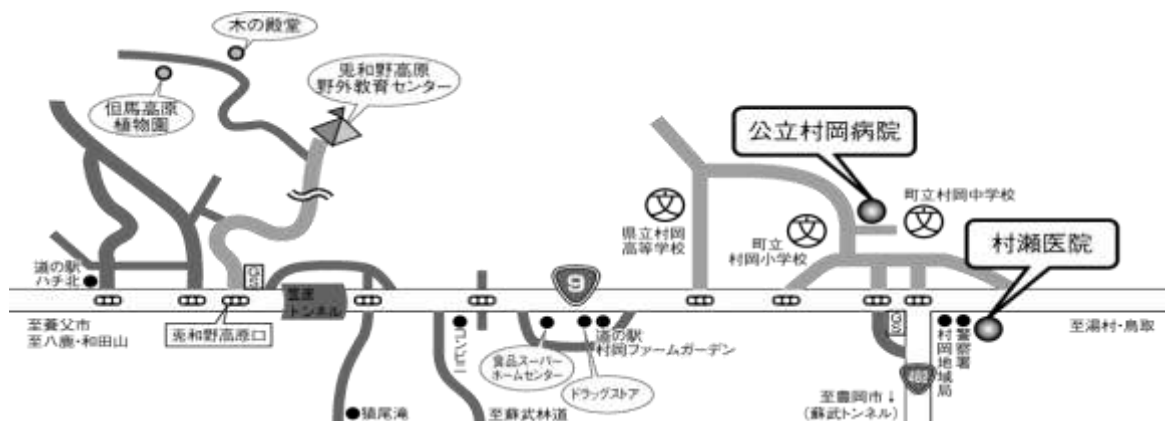 木の殿堂
兎和野高原
野外教育センター
但馬高原
植物園
公立村岡病院
町立村岡中学校
文
文
文
県立村岡
高等学校
町立
村岡小学校
村瀬医院
道の駅
ハチ北
GS
9
トンネル
至養父市
至八鹿・和田山
兎和野高原口
道の駅
村岡ファームガーデン
食品スーパー
ホームセンター
ドラッグストア
GS
警察署
村岡地域局
至湯村・鳥取
至豊岡市↓
(蘇武トンネル)
猿尾滝
至蘇武林道